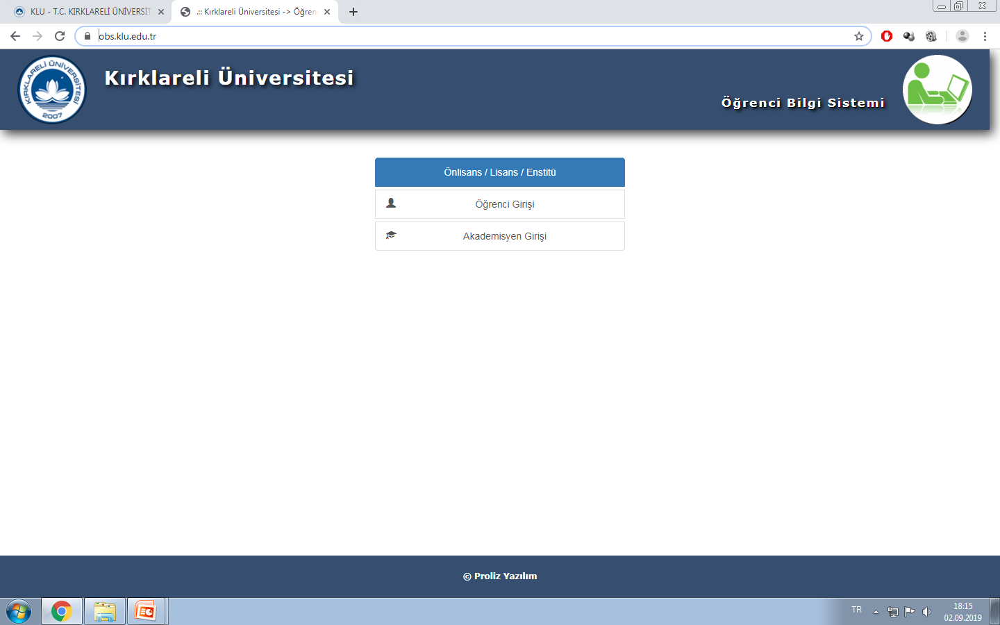 KLU - T.C. KIRKLARELİ ÜNİVERSİT
.:: Kırklareli Üniversitesi -> Öğren
obs.klu.edu.tr
KIRKLARELİ ÜNİVERSİTESİ
2007
Kırklareli Üniversitesi
Öğrenci Bilgi Sistemi
Önlisans / Lisans / Enstitü
Öğrenci Girişi
Akademisyen Girişi
© Proliz Yazılım
TR
18:15
02.09.2019